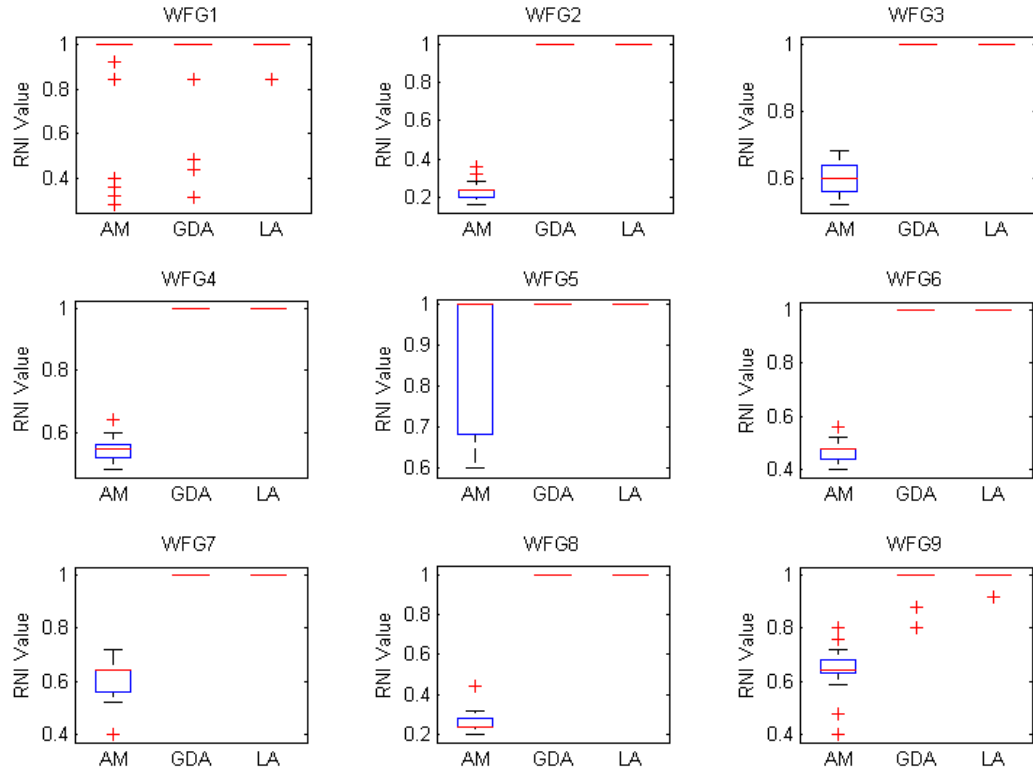 WFG1
RNI Value
1
0.8
0.6
0.4
AM GDA LA
WFG2
RNI Value
1
0.8
0.6
0.4
0.2
AM GDA LA
WFG3
RNI Value
1
0.8
0.6
AM GDA LA
WFG4
RNI Value
1
0.8
0.6
AM GDA LA
WFG5
RNI Value
1
0.9
0.8
0.7
0.6
AM GDA LA
WFG6
RNI Value
1
0.8
0.6
0.4
AM GDA LA
WFG7
RNI Value
1
0.8
0.6
0.4
AM GDA LA
WFG8
RNI Value
1
0.8
0.6
0.4
0.2
AM GDA LA
WFG9
RNI Value
1
0.8
0.6
0.4
AM GDA LA